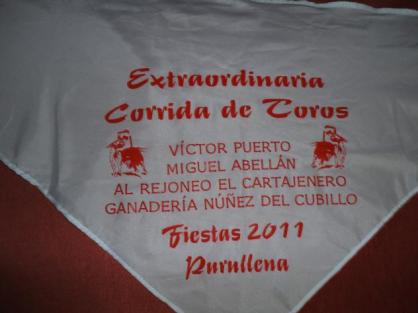 Extraordinaria
Corrida de Toros
VÍCTOR PUERTO
MIGUEL ABELLÁN
AL REJONEO EL CARTAJENERO
GANADERÍA NÚÑEZ DEL CUBILLO
Fiestas 2011
Purullena